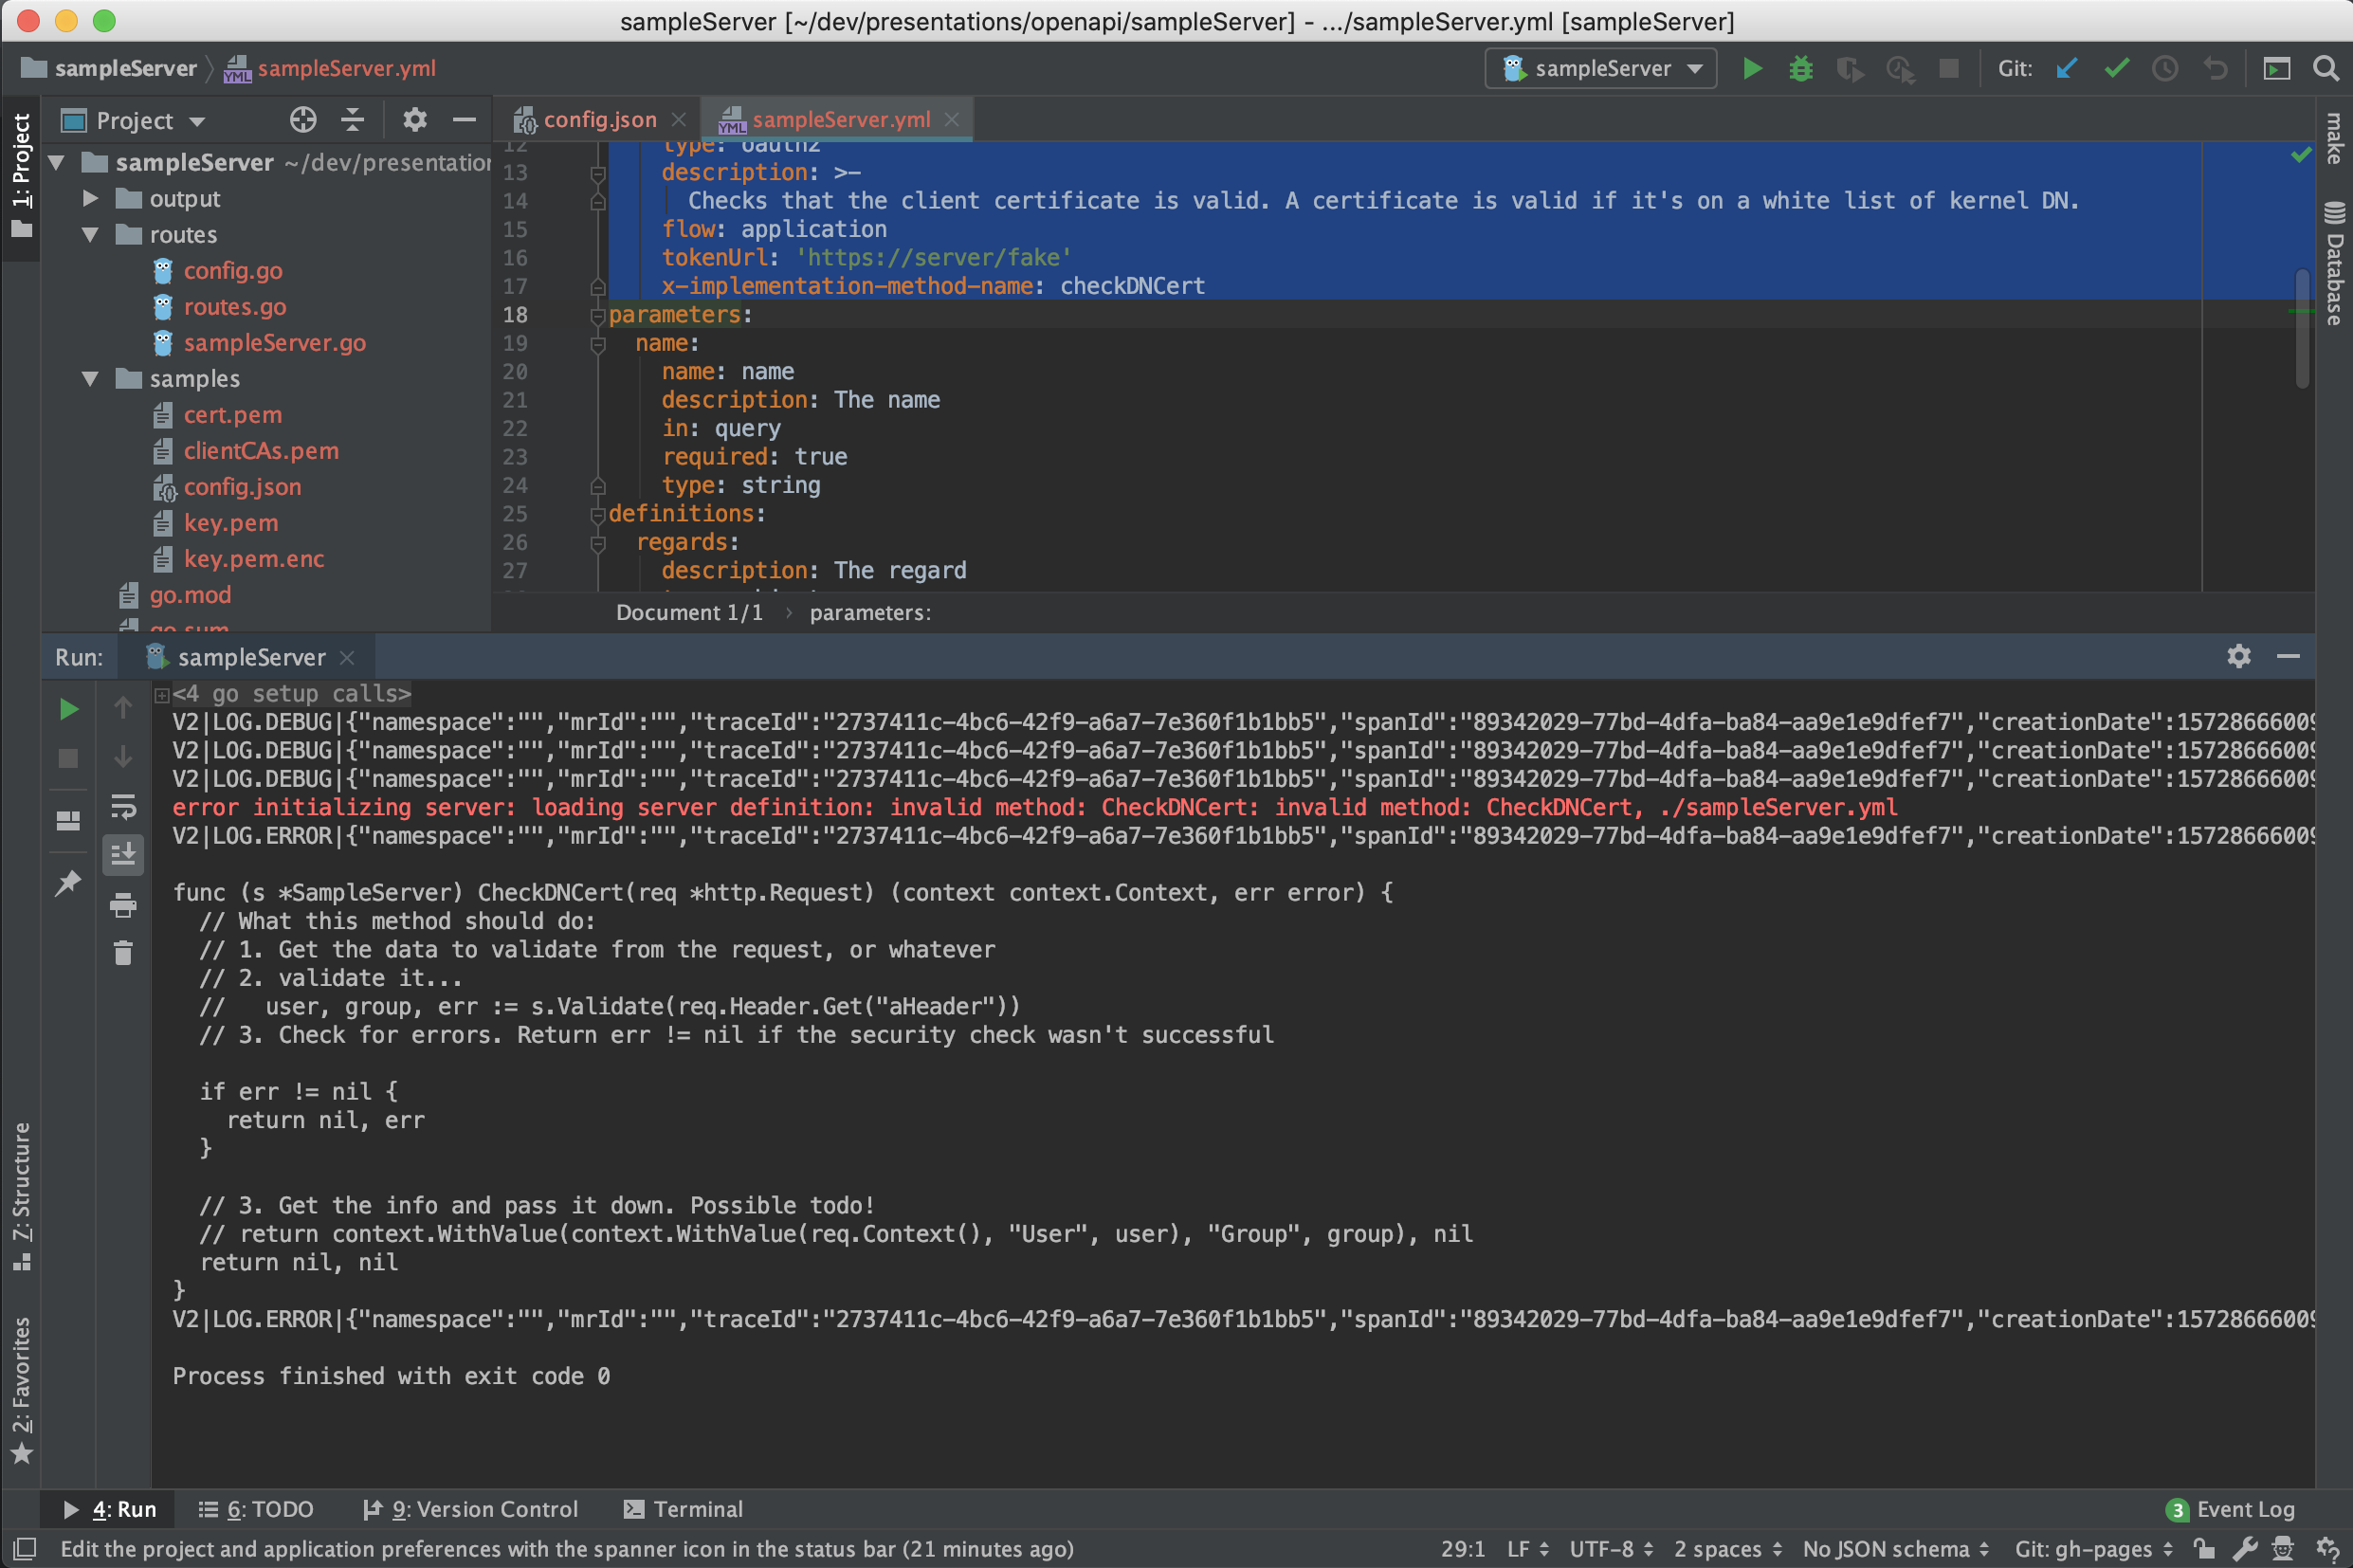 sampleServer [~/dev/presentations/openapi/sampleServer] - .../sampleServer.yml [sampleServer]
sampleServer
sampleServer.yml
sampleServer
Git:
1: Project
Project
sampleServer ~/dev/presentation
output
routes
config.go
routes.go
sampleServer.go
samples
cert.pem
clientCAs.pem
config.json
key.pem
key.pem.enc
go.mod
go.sum
config.json
sampleServer.yml
12 type: oauth2
13 description: >-
14 Checks that the client certificate is valid. A certificate is valid if it's on a white list of kernel DN.
15 flow: application
16 tokenUrl: 'https://server/fake'
17 x-implementation-method-name: checkDNCert
18 parameters:
19 name:
20 name: name
21 description: The name
22 in: query
23 required: true
24 type: string
25 definitions:
26 regards:
27 description: The regard
Document 1/1 › parameters:
make
Database
Run: sampleServer
<4 go setup calls>
V2|LOG.DEBUG|{"namespace":"","mrId":"","traceId":"2737411c-4bc6-42f9-a6a7-7e360f1b1bb5","spanId":"89342029-77bd-4dfa-ba84-aa9e1e9dfef7","creationDate":15728666009
V2|LOG.DEBUG|{"namespace":"","mrId":"","traceId":"2737411c-4bc6-42f9-a6a7-7e360f1b1bb5","spanId":"89342029-77bd-4dfa-ba84-aa9e1e9dfef7","creationDate":15728666009
V2|LOG.DEBUG|{"namespace":"","mrId":"","traceId":"2737411c-4bc6-42f9-a6a7-7e360f1b1bb5","spanId":"89342029-77bd-4dfa-ba84-aa9e1e9dfef7","creationDate":15728666009
error initializing server: loading server definition: invalid method: CheckDNCert: invalid method: CheckDNCert, ./sampleServer.yml
V2|LOG.ERROR|{"namespace":"","mrId":"","traceId":"2737411c-4bc6-42f9-a6a7-7e360f1b1bb5","spanId":"89342029-77bd-4dfa-ba84-aa9e1e9dfef7","creationDate":15728666009
func (s *SampleServer) CheckDNCert(req *http.Request) (context context.Context, err error) {
// What this method should do:
// 1. Get the data to validate from the request, or whatever
// 2. validate it...
// user, group, err := s.Validate(req.Header.Get("aHeader"))
// 3. Check for errors. Return err != nil if the security check wasn't successful
if err != nil {
return nil, err
}
// 3. Get the info and pass it down. Possible todo!
// return context.WithValue(context.WithValue(req.Context(), "User", user), "Group", group), nil
return nil, nil
}
V2|LOG.ERROR|{"namespace":"","mrId":"","traceId":"2737411c-4bc6-42f9-a6a7-7e360f1b1bb5","spanId":"89342029-77bd-4dfa-ba84-aa9e1e9dfef7","creationDate":15728666009
Process finished with exit code 0
7: Structure
2: Favorites
4: Run
6: TODO
9: Version Control
Terminal
3 Event Log
Edit the project and application preferences with the spanner icon in the status bar (21 minutes ago)
29:1 LF UTF-8 2 spaces No JSON schema Git: gh-pages